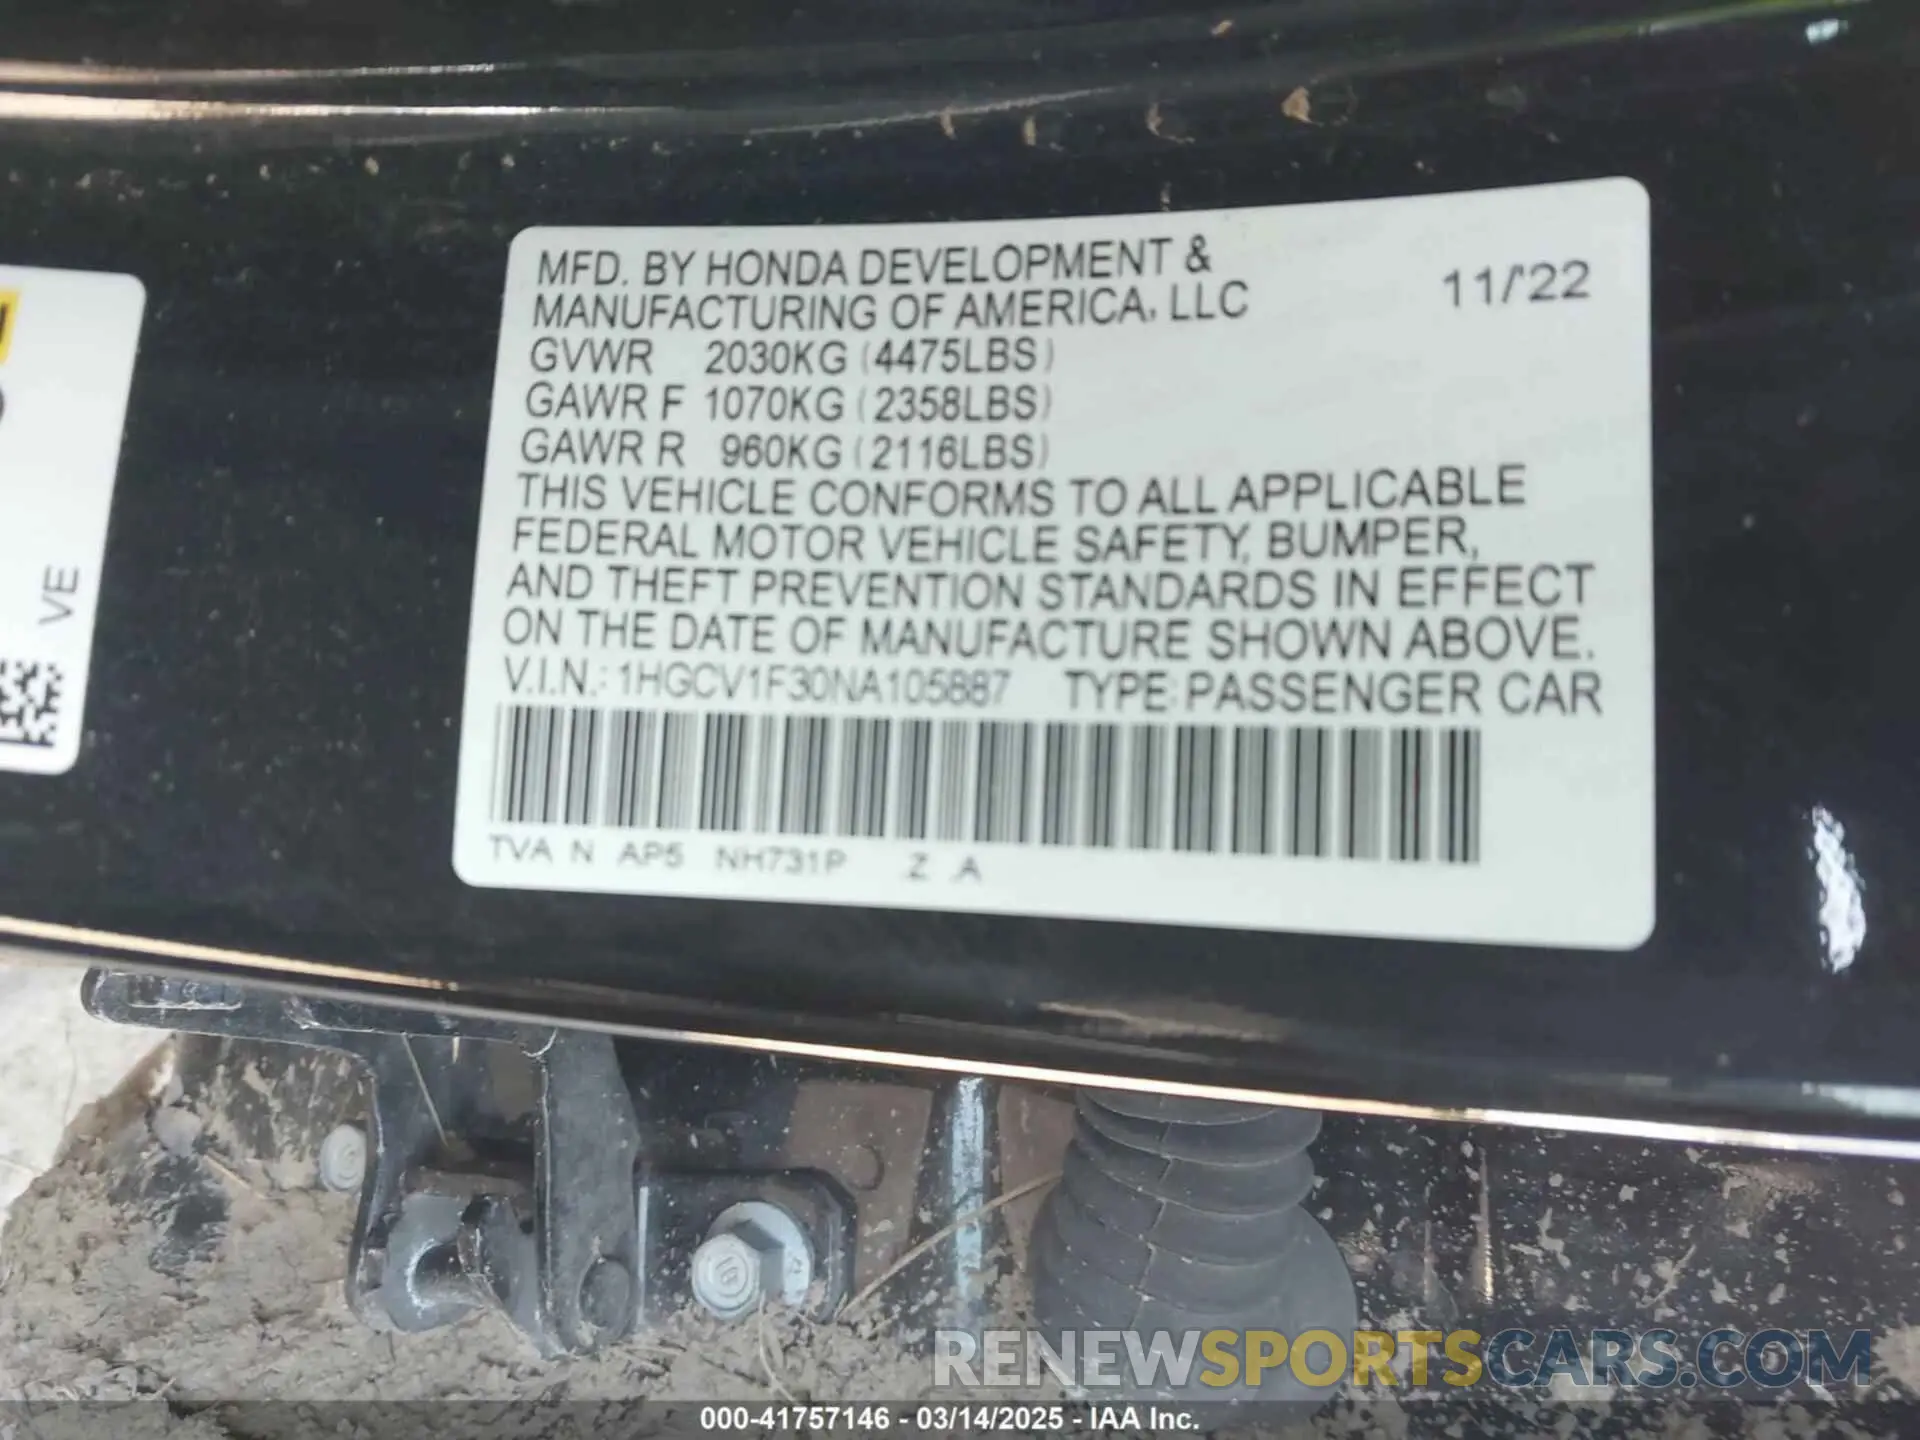 MFD. BY HONDA DEVELOPMENT &
MANUFACTURING OF AMERICA, LLC
11/'22
GVWR 2030KG (4475LBS)
GAWR F 1070KG (2358LBS)
GAWR R 960KG (2116LBS)
THIS VEHICLE CONFORMS TO ALL APPLICABLE
FEDERAL MOTOR VEHICLE SAFETY, BUMPER,
AND THEFT PREVENTION STANDARDS IN EFFECT
ON THE DATE OF MANUFACTURE SHOWN ABOVE.
V.I.N.: 1HGCV1F30NA105887 TYPE: PASSENGER CAR
TVA N AP5 NH731P Z A
VE
RENEWSPORTSCARS.COM
000-41757146 - 03/14/2025 - IAA Inc.